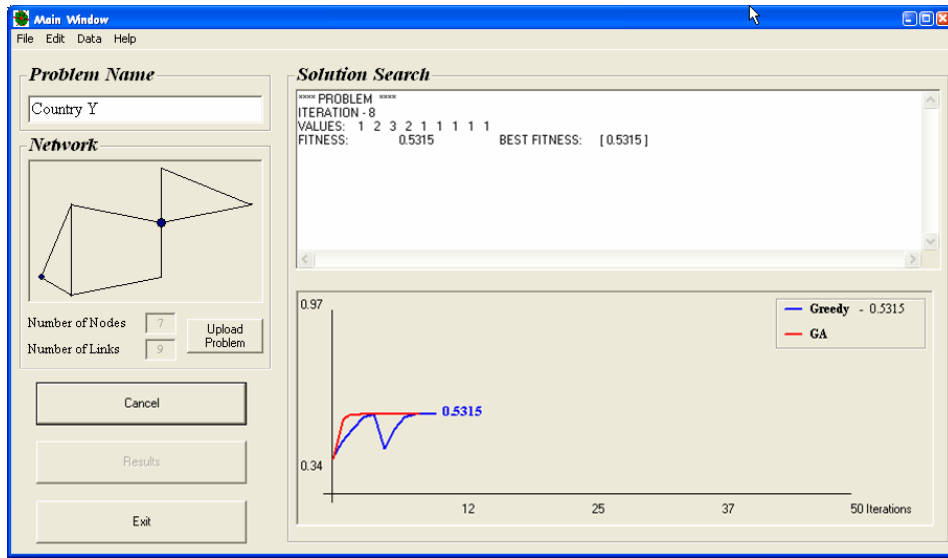 Main Window
File Edit Data Help
Problem Name
Country Y
Network
Number of Nodes 7
Number of Links 9
Upload
Problem
Cancel
Results
Exit
Solution Search
**** PROBLEM ****
ITERATION - 8
VALUES: 1 2 3 2 1 1 1 1 1
FITNESS: 0.5315 BEST FITNESS: [ 0.5315 ]
0.97
Greedy - 0.5315
GA
0.5315
0.34
12 25 37 50 Iterations